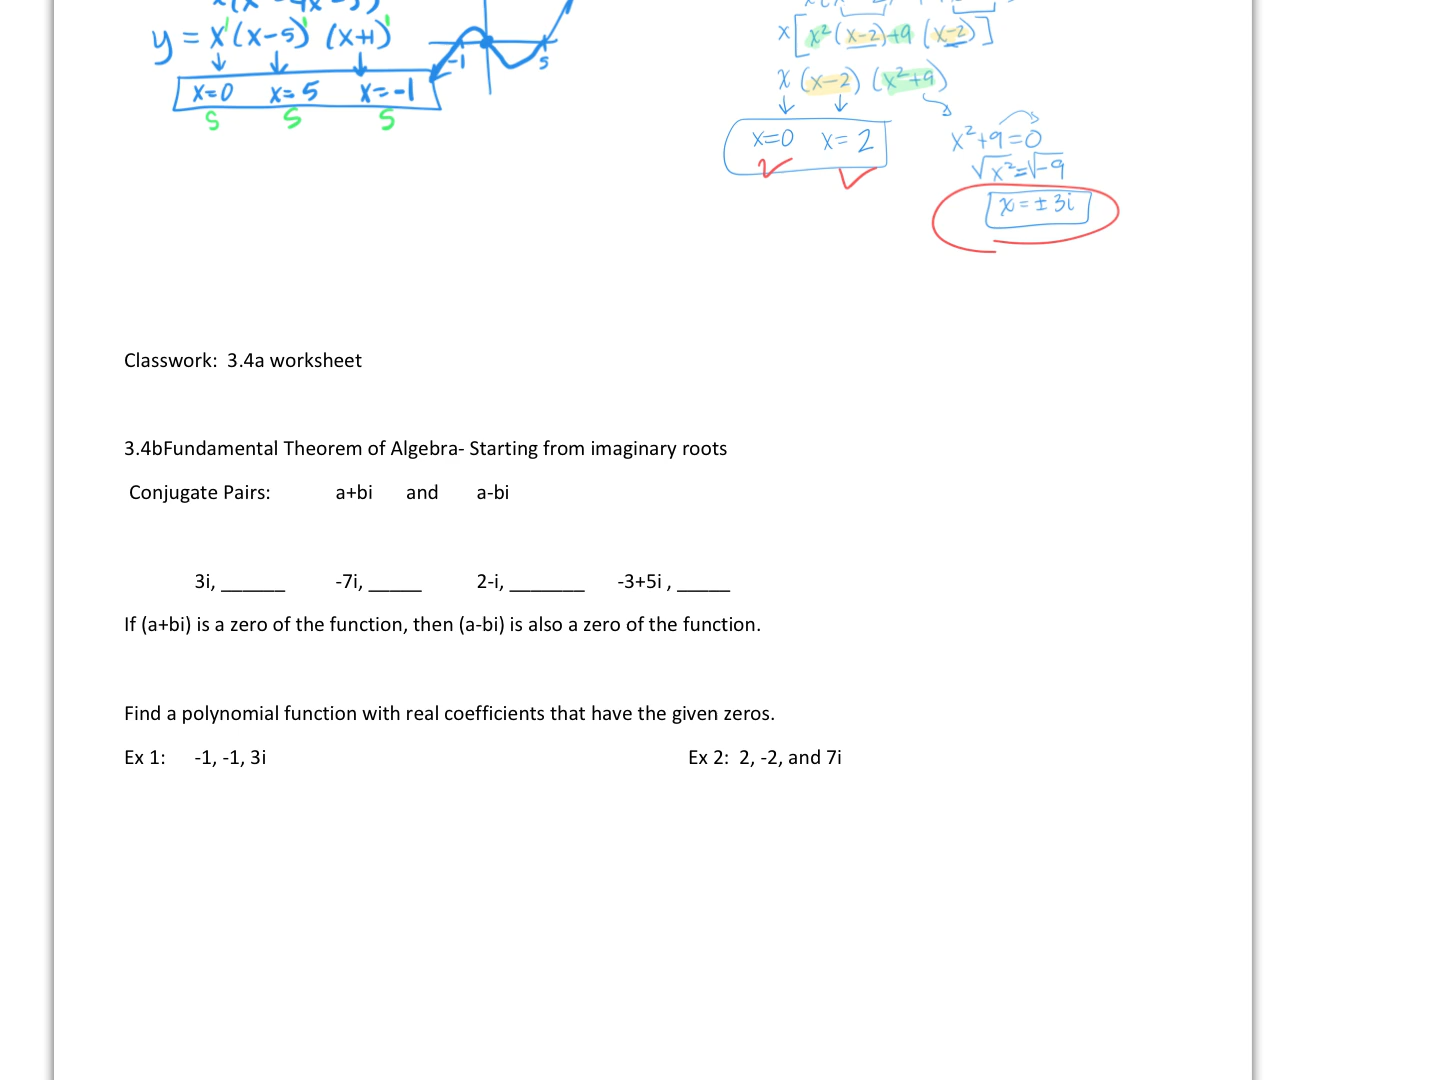 y = x¹(x-5)¹ (x+1)¹
x=0 x=5 x=-1
S S S
-1 5
x[x²(x-2)+9 (x-2)]
x (x-2) (x²+9)
x=0 x=2
x²+9=0
√x²=√-9
x=±3i
Classwork: 3.4a worksheet
3.4bFundamental Theorem of Algebra- Starting from imaginary roots
Conjugate Pairs: a+bi and a-bi
3i, ______ -7i, _____ 2-i, _______ -3+5i , _____
If (a+bi) is a zero of the function, then (a-bi) is also a zero of the function.
Find a polynomial function with real coefficients that have the given zeros.
Ex 1: -1, -1, 3i Ex 2: 2, -2, and 7i